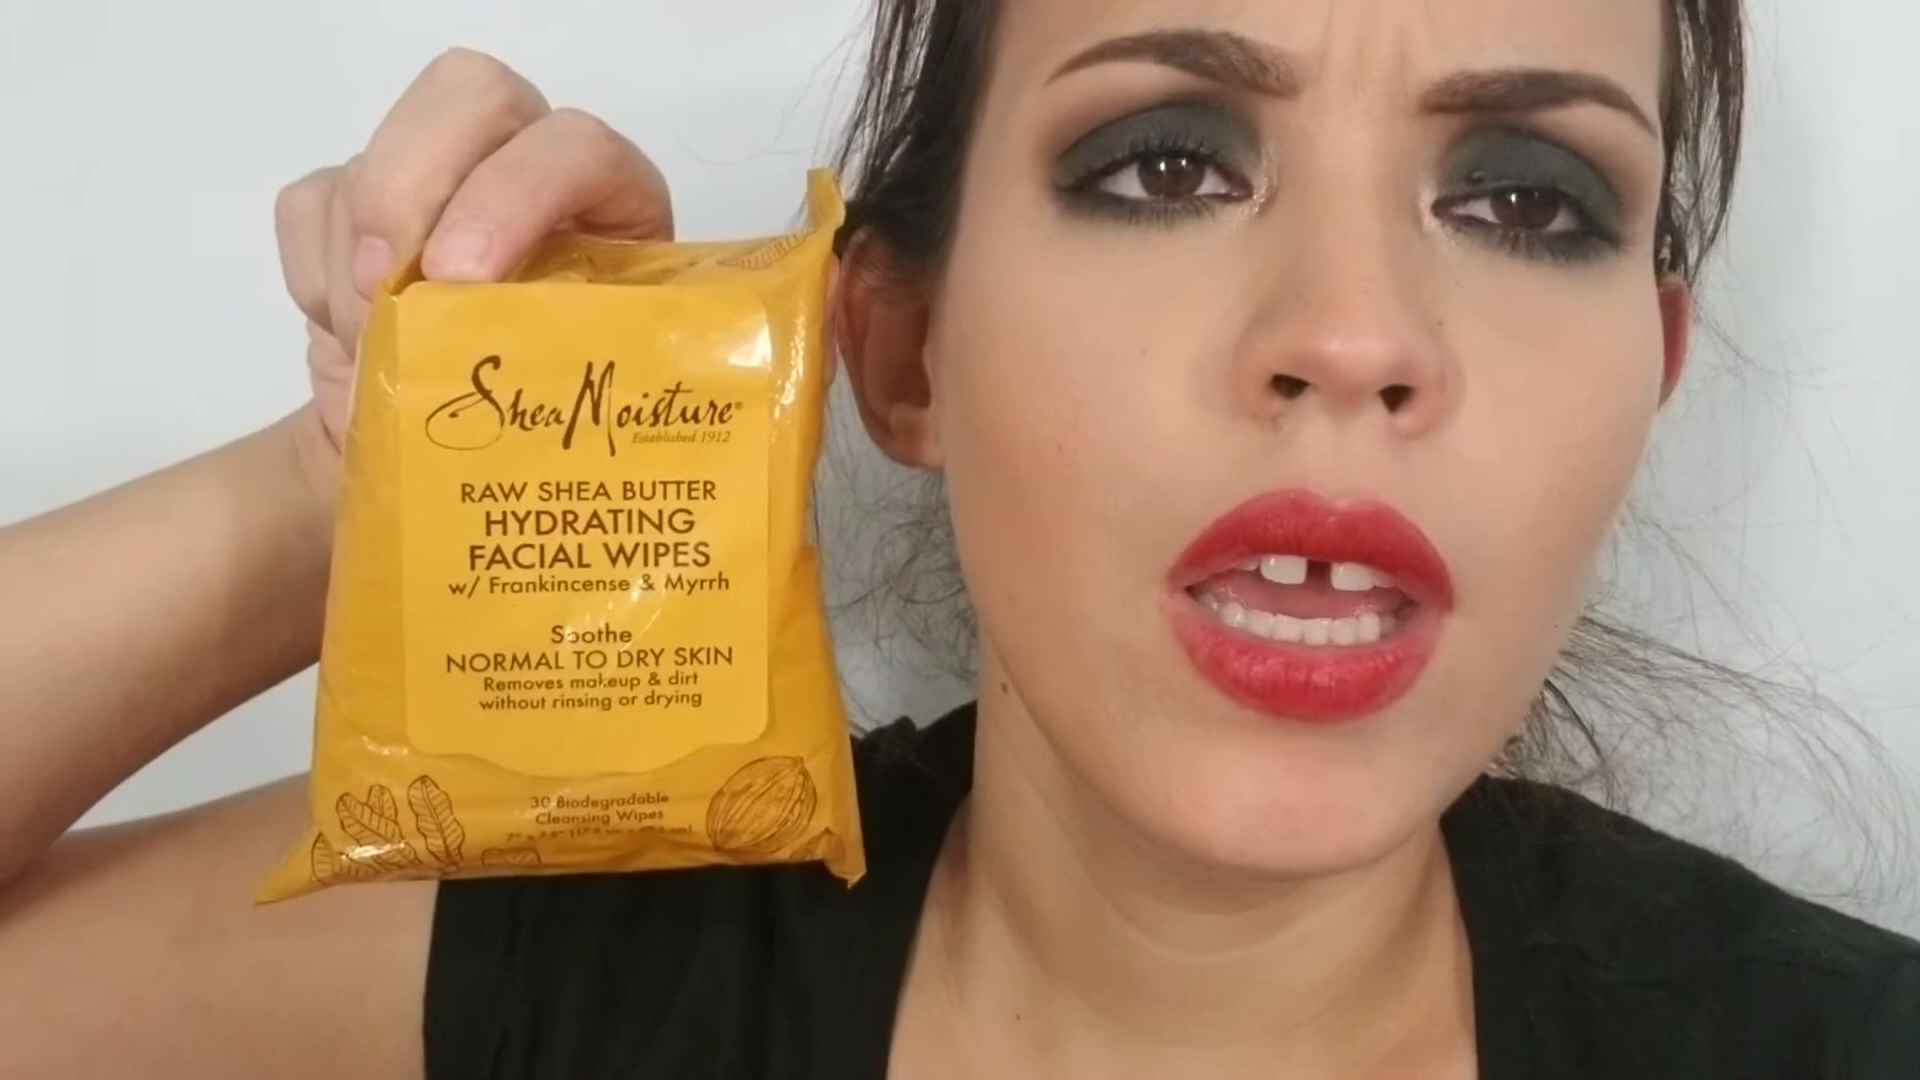 SheaMoisture®
Established 1912
RAW SHEA BUTTER
HYDRATING
FACIAL WIPES
w/ Frankincense & Myrrh
Soothe
NORMAL TO DRY SKIN
Removes makeup & dirt
without rinsing or drying
30 Biodegradable
Cleansing Wipes